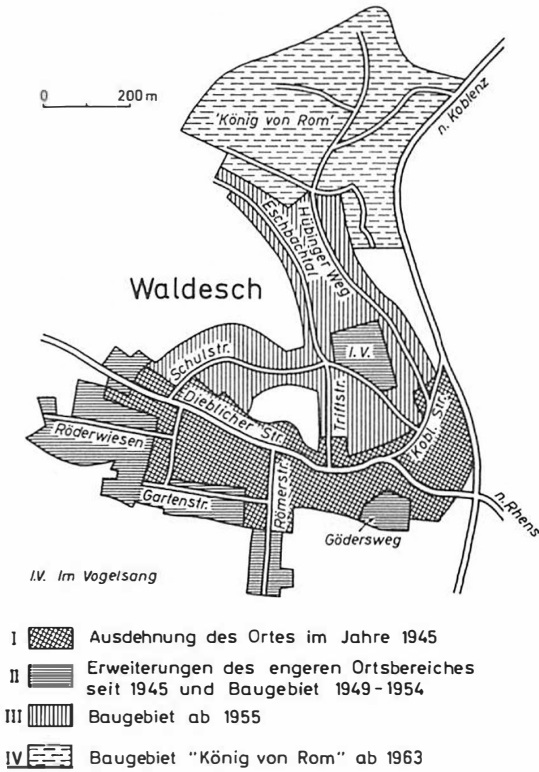 0 200 m
'König von Rom'
n. Koblenz
Eschbachtal
Hübinger Weg
Waldesch
Schulstr.
I.V.
Triftstr.
Dieblicher Str.
Kobl. Str.
Röderwiesen
Gartenstr.
Römerstr.
n. Rhens
Gödersweg
I.V. Im Vogelsang
I Ausdehnung des Ortes im Jahre 1945
II Erweiterungen des engeren Ortsbereiches
seit 1945 und Baugebiet 1949-1954
III Baugebiet ab 1955
IV Baugebiet "König von Rom" ab 1963